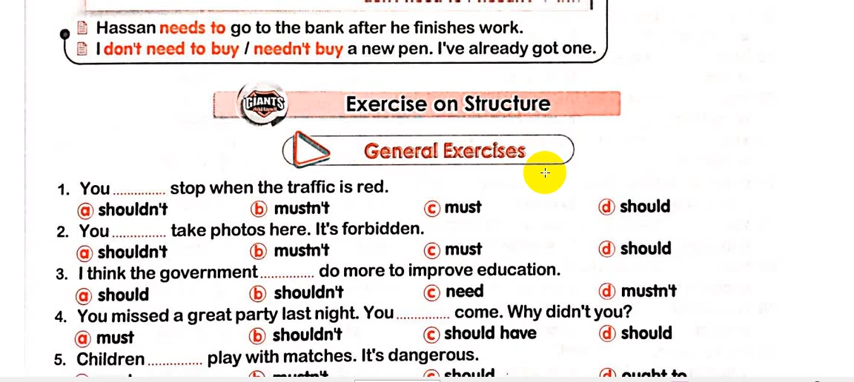 Hassan needs to go to the bank after he finishes work.
I don't need to buy / needn't buy a new pen. I've already got one.
GIANTS
Exercise on Structure
General Exercises
1. You .............. stop when the traffic is red.
a shouldn't b mustn't c must d should
2. You .............. take photos here. It's forbidden.
a shouldn't b mustn't c must d should
3. I think the government .............. do more to improve education.
a should b shouldn't c need d mustn't
4. You missed a great party last night. You .............. come. Why didn't you?
a must b shouldn't c should have d should
5. Children .............. play with matches. It's dangerous.
b mustn't c should d ought to